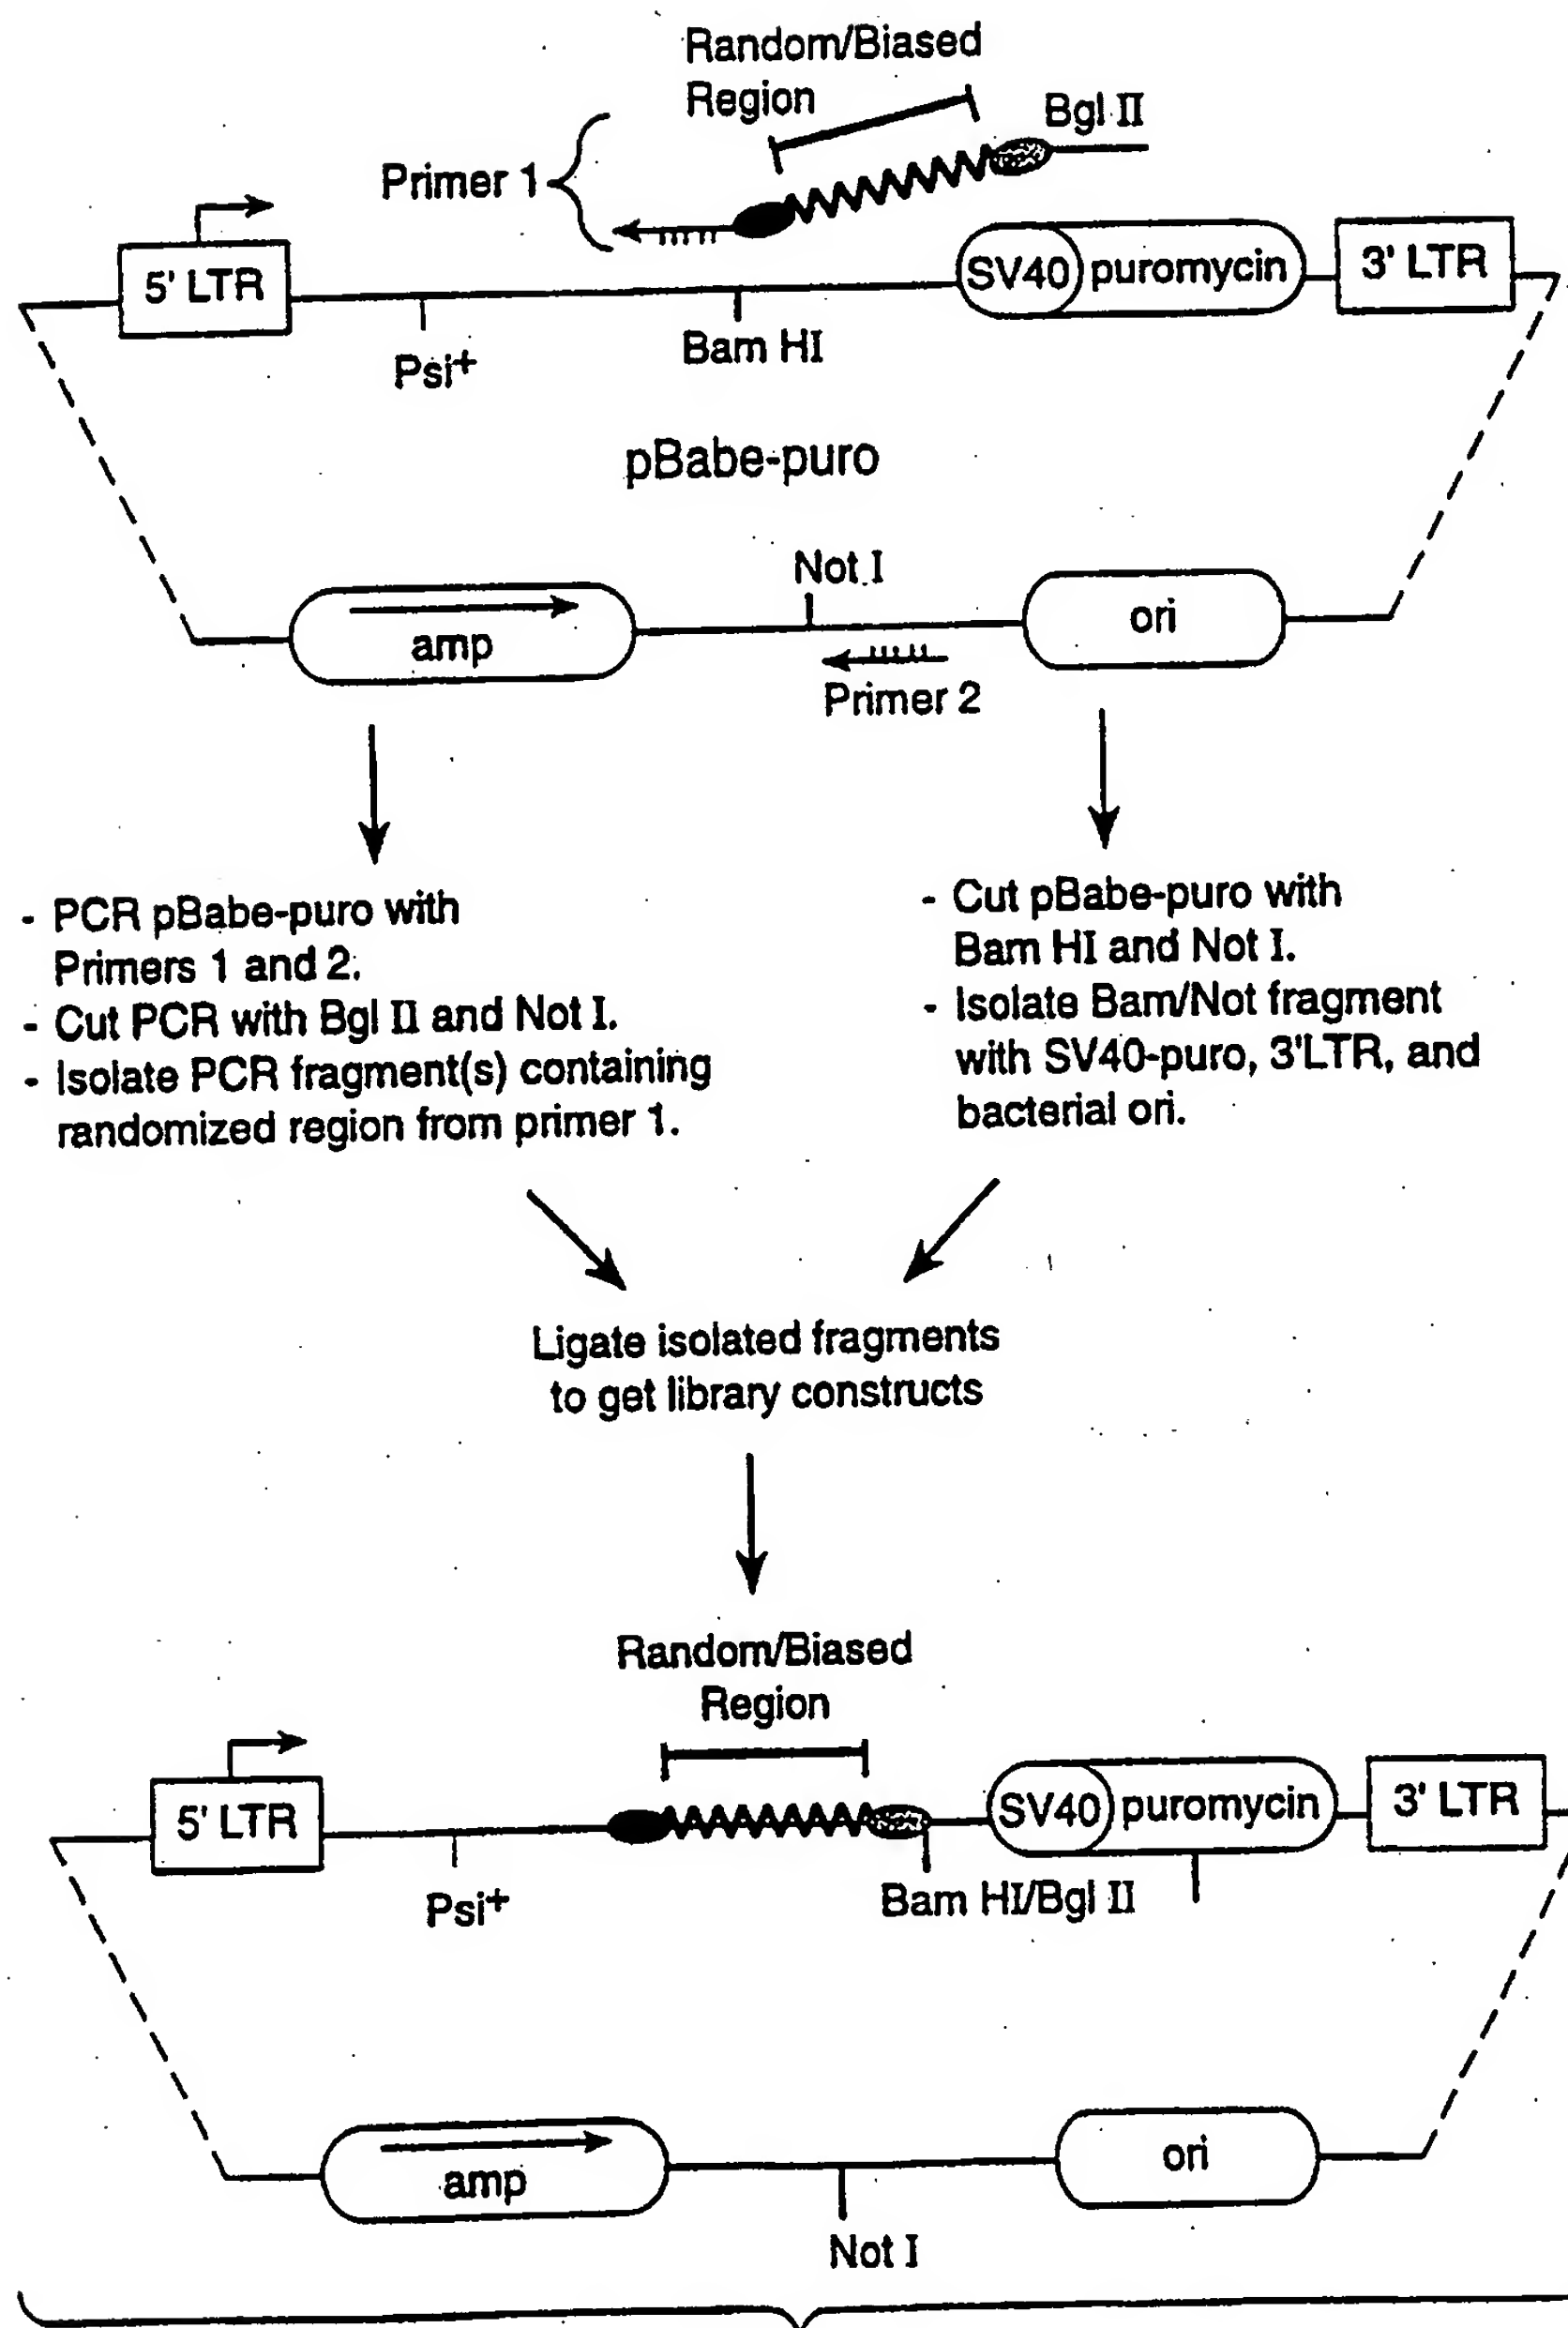 Random/Biased
Region
Bgl II
Primer 1
5' LTR
SV40 puromycin
3' LTR
Psi+
Bam HI
pBabe-puro
Not I
amp
ori
Primer 2
- PCR pBabe-puro with
Primers 1 and 2.
- Cut PCR with Bgl II and Not I.
- Isolate PCR fragment(s) containing
randomized region from primer 1.
- Cut pBabe-puro with
Bam HI and Not I.
- Isolate Bam/Not fragment
with SV40-puro, 3'LTR, and
bacterial ori.
Ligate isolated fragments
to get library constructs
Random/Biased
Region
5' LTR
SV40 puromycin
3' LTR
Psi+
Bam HI/Bgl II
amp
ori
Not I